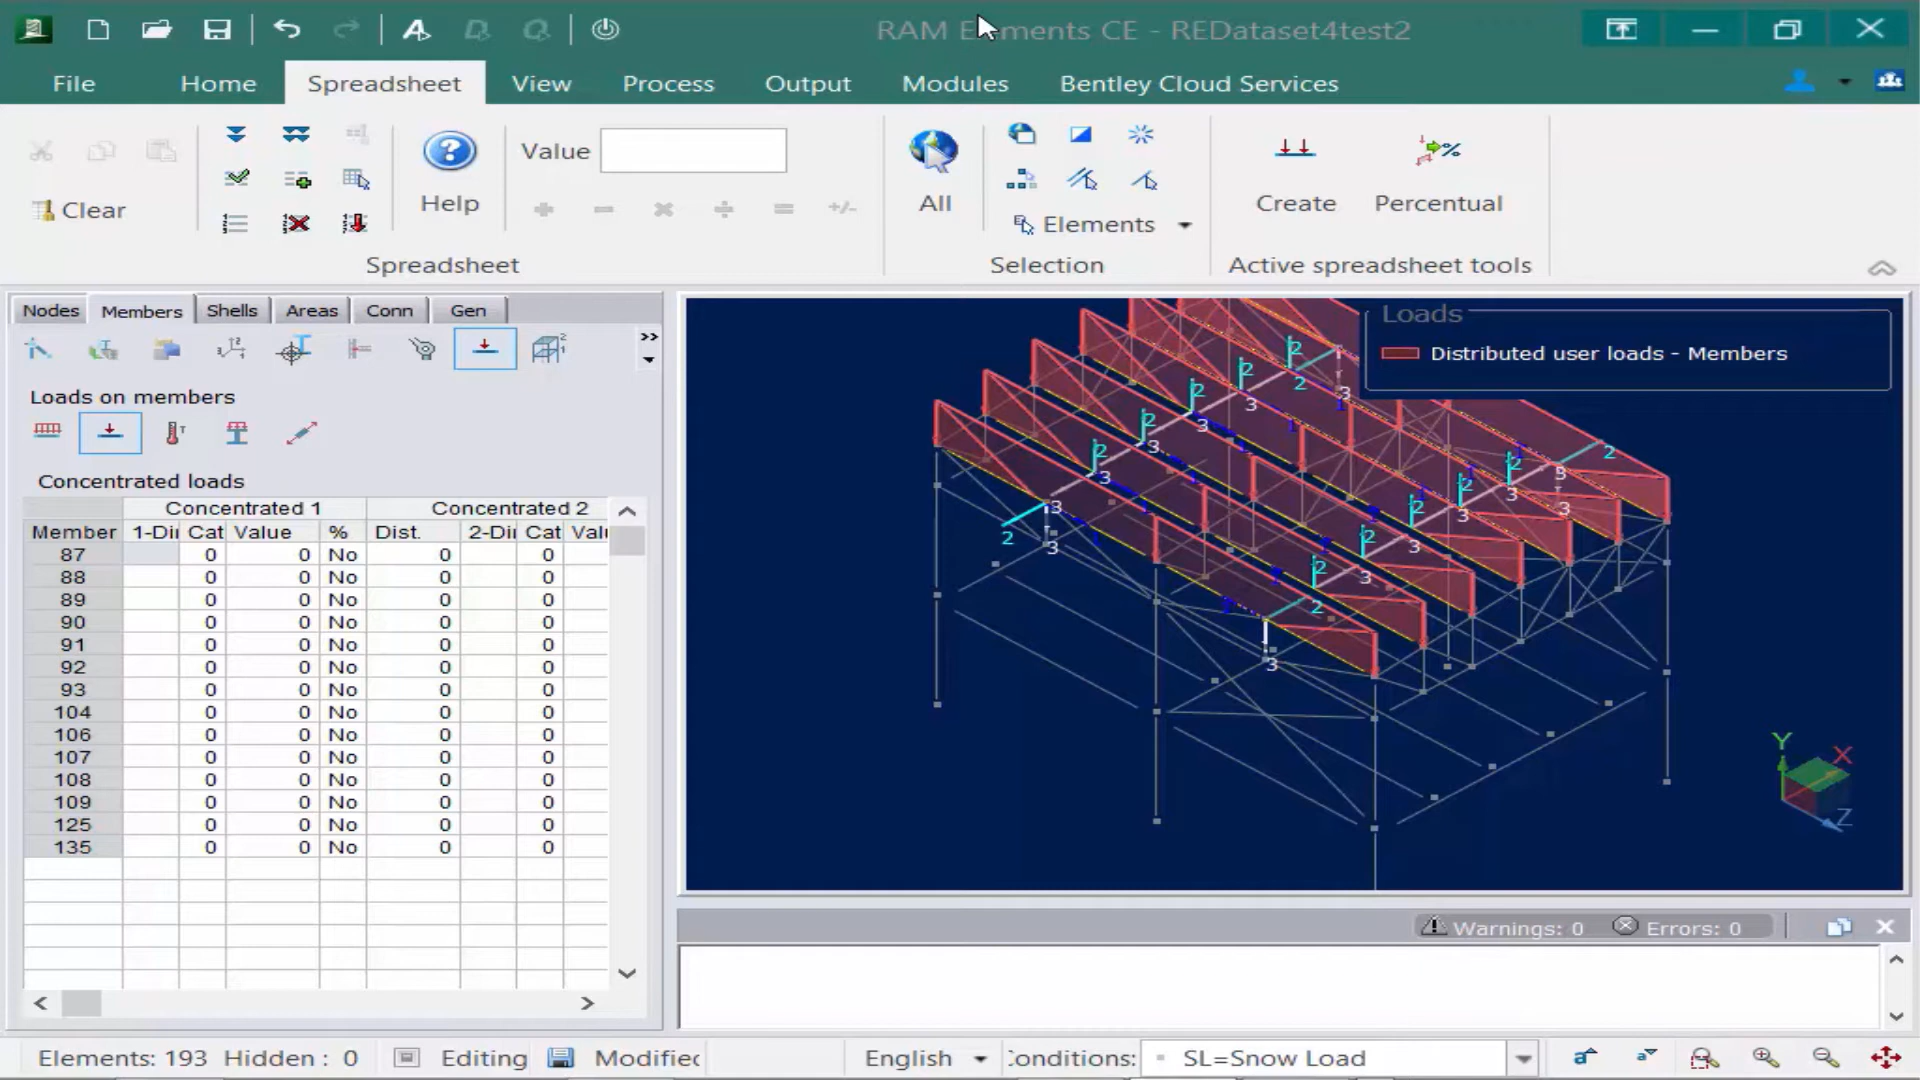 RAM Elements CE - REDataset4test2
File Home Spreadsheet View Process Output Modules Bentley Cloud Services
Clear
Help
Value
All
Elements
Create
Percentual
Spreadsheet
Selection
Active spreadsheet tools
Nodes Members Shells Areas Conn Gen
Loads on members
Concentrated loads
Concentrated 1 Concentrated 2
Member 1-Dir Cat Value % Dist. 2-Dir Cat Valu
87 0 0 No 0 0
88 0 0 No 0 0
89 0 0 No 0 0
90 0 0 No 0 0
91 0 0 No 0 0
92 0 0 No 0 0
93 0 0 No 0 0
104 0 0 No 0 0
106 0 0 No 0 0
107 0 0 No 0 0
108 0 0 No 0 0
109 0 0 No 0 0
125 0 0 No 0 0
135 0 0 No 0 0
Loads
Distributed user loads - Members
Y X Z
Warnings: 0 Errors: 0
Elements: 193 Hidden : 0 Editing Modified English Conditions: SL=Snow Load